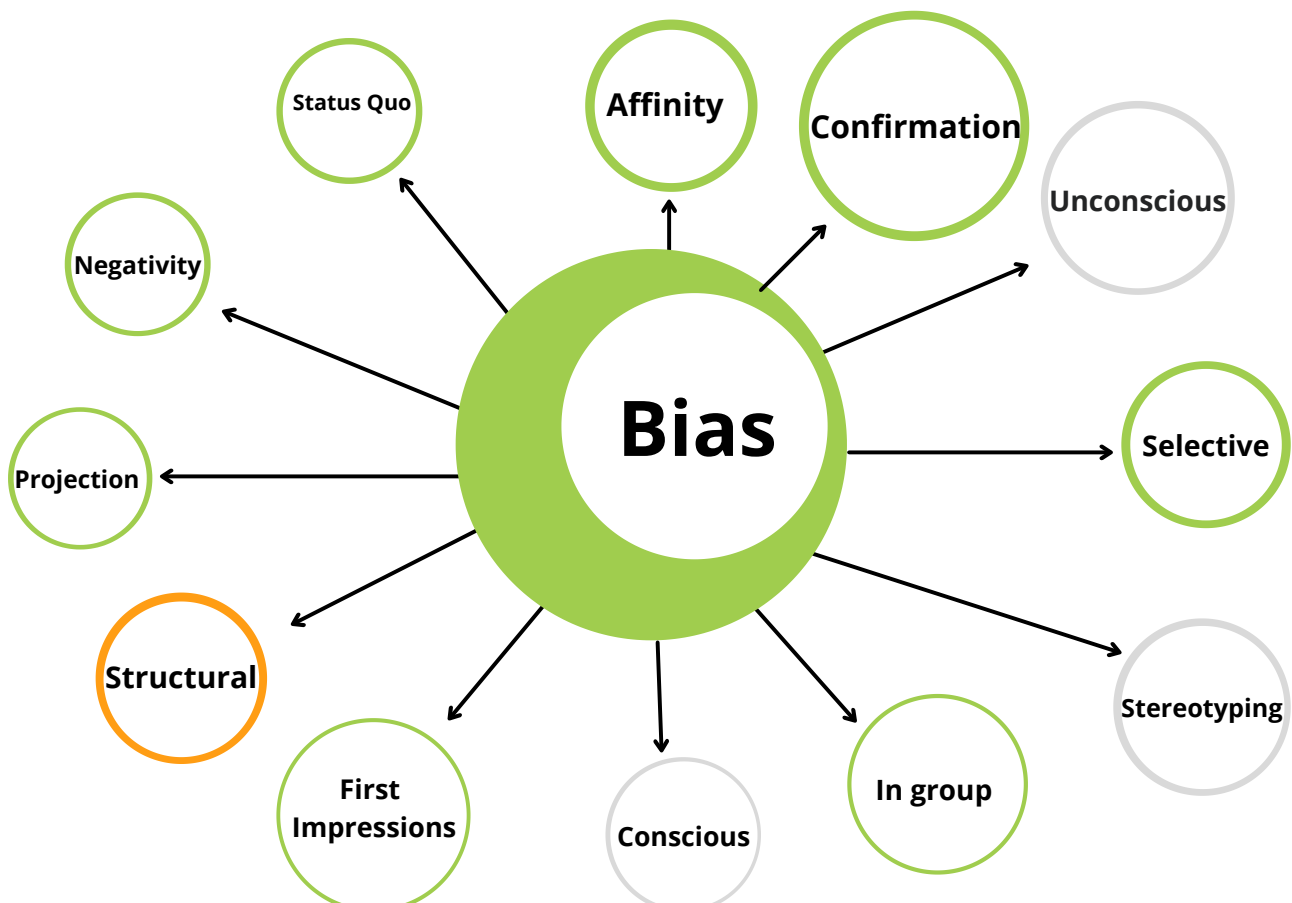 Status Quo
Affinity
Confirmation
Unconscious
Negativity
Bias
Selective
Projection
Structural
Stereotyping
First
Impressions
In group
Conscious